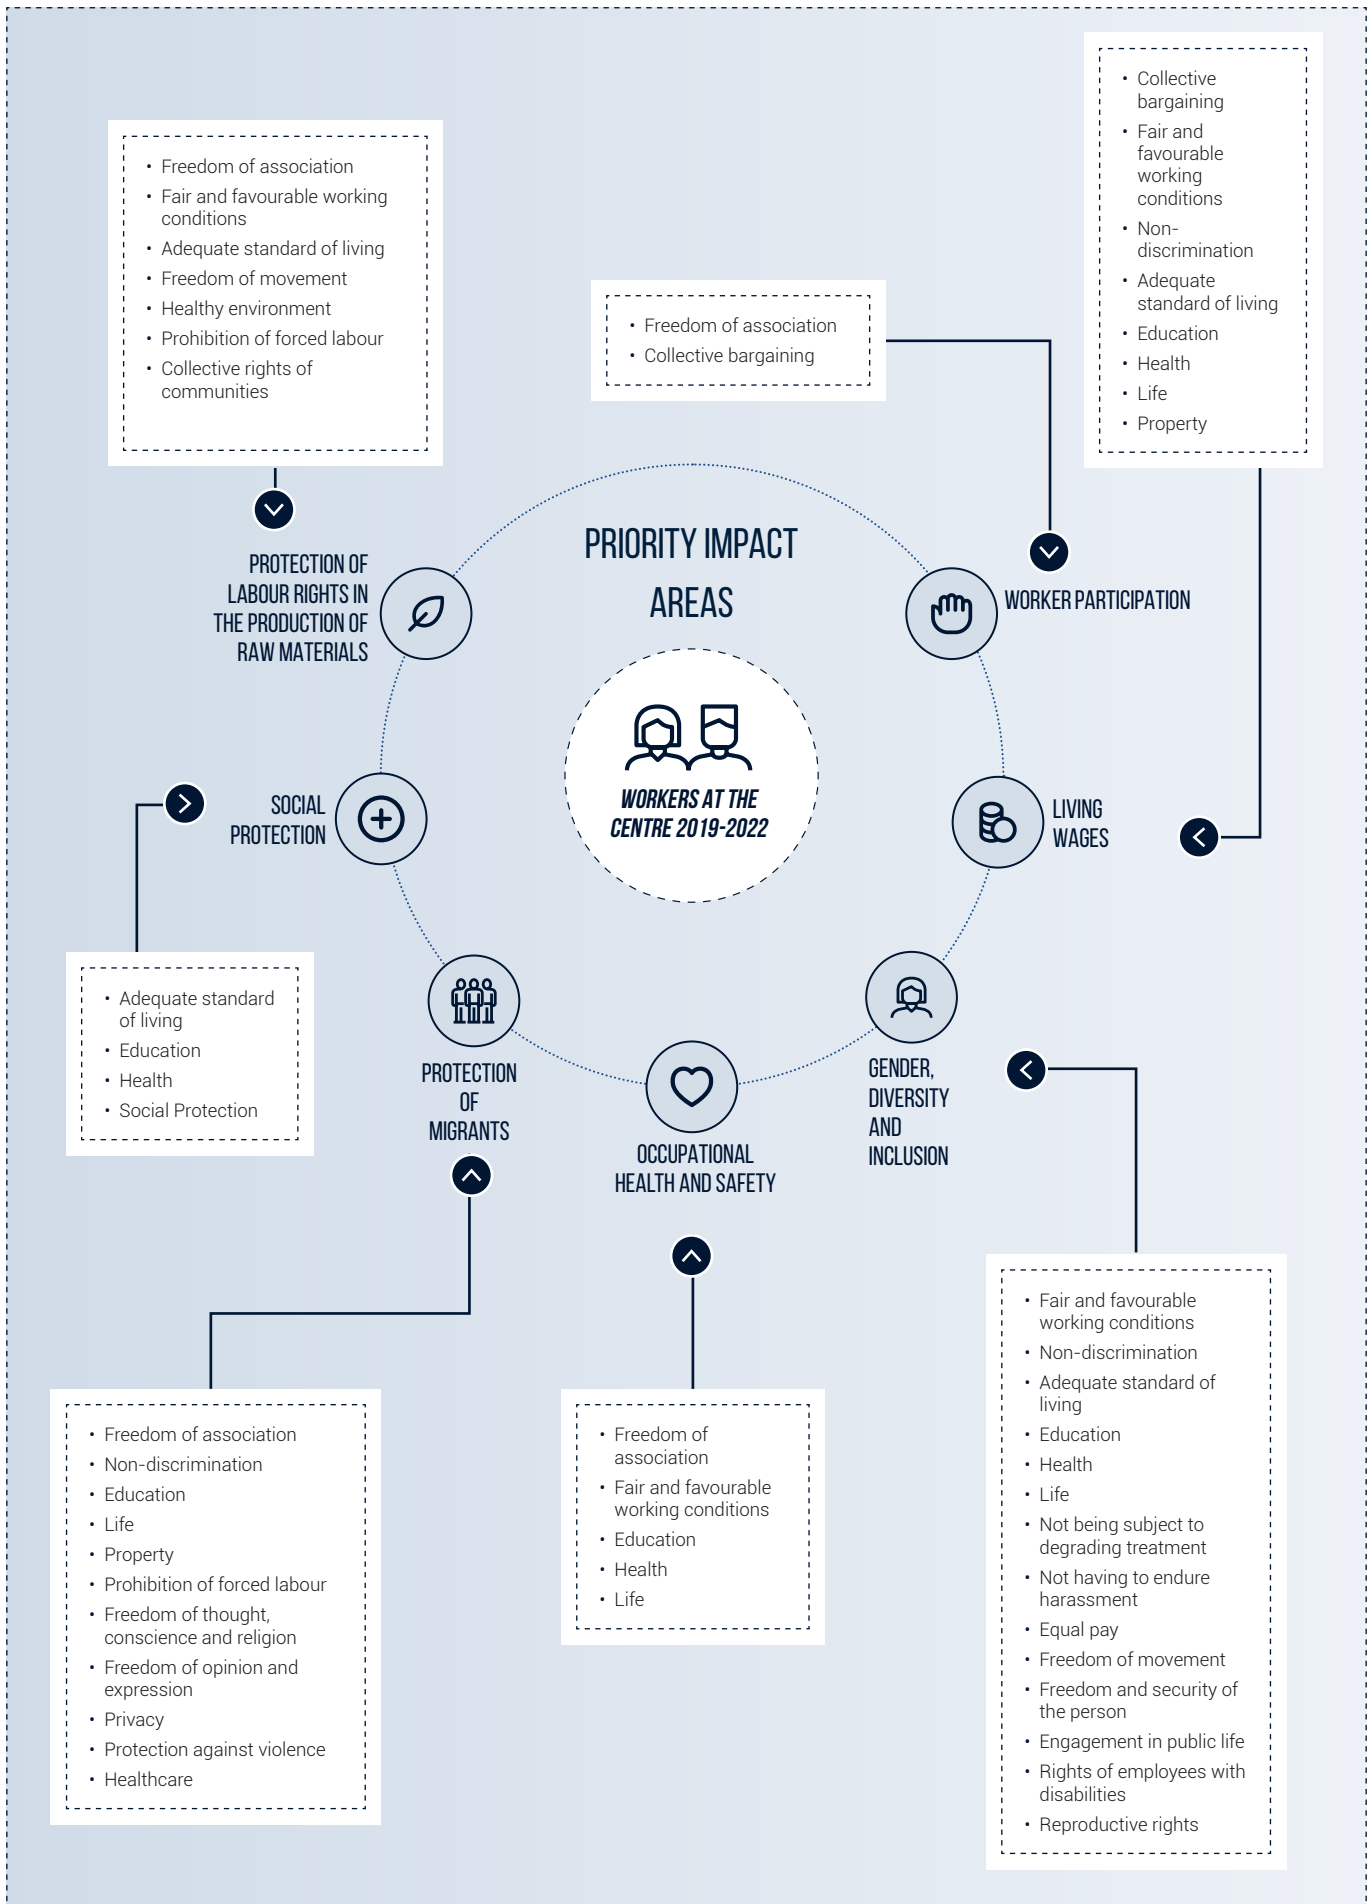 • Collective
bargaining
• Fair and
favourable
working
conditions
• Non-
discrimination
• Adequate
standard of living
• Education
• Health
• Life
• Property
• Freedom of association
• Fair and favourable working
conditions
• Adequate standard of living
• Freedom of movement
• Healthy environment
• Prohibition of forced labour
• Collective rights of
communities
• Freedom of association
• Collective bargaining
PRIORITY IMPACT
AREAS
PROTECTION OF
LABOUR RIGHTS IN
THE PRODUCTION OF
RAW MATERIALS
WORKER PARTICIPATION
WORKERS AT THE
CENTRE 2019-2022
SOCIAL
PROTECTION
LIVING
WAGES
• Adequate standard
of living
• Education
• Health
• Social Protection
PROTECTION
OF
MIGRANTS
OCCUPATIONAL
HEALTH AND SAFETY
GENDER,
DIVERSITY
AND
INCLUSION
• Freedom of association
• Non-discrimination
• Education
• Life
• Property
• Prohibition of forced labour
• Freedom of thought,
conscience and religion
• Freedom of opinion and
expression
• Privacy
• Protection against violence
• Healthcare
• Freedom of
association
• Fair and favourable
working conditions
• Education
• Health
• Life
• Fair and favourable
working conditions
• Non-discrimination
• Adequate standard of
living
• Education
• Health
• Life
• Not being subject to
degrading treatment
• Not having to endure
harassment
• Equal pay
• Freedom of movement
• Freedom and security of
the person
• Engagement in public life
• Rights of employees with
disabilities
• Reproductive rights